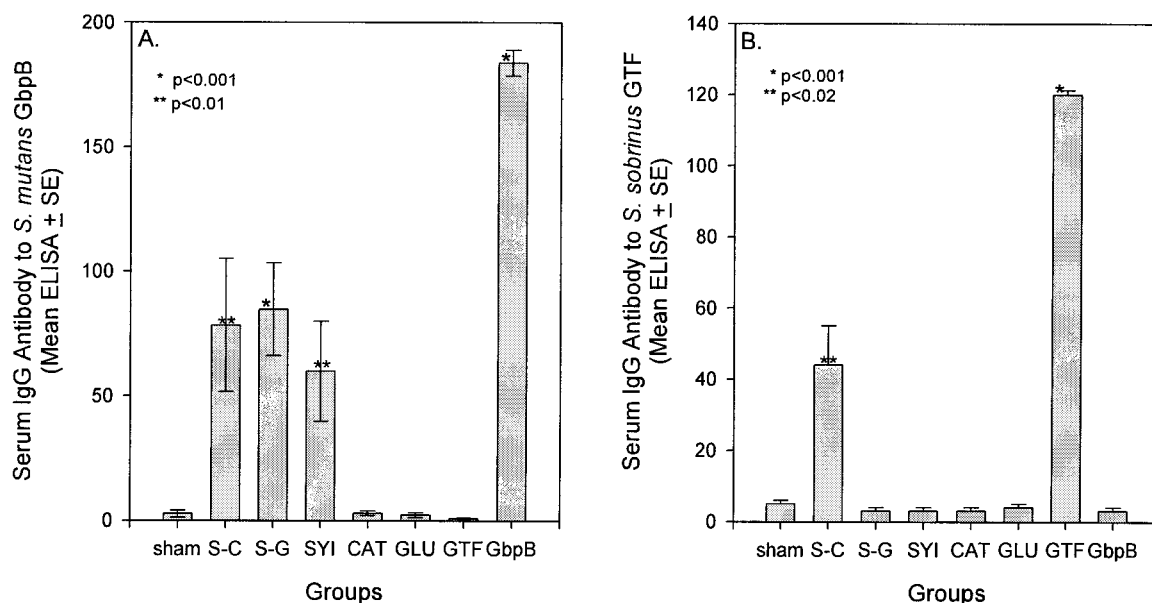 A.
* p<0.001
** p<0.01
Serum IgG Antibody to S. mutans GbpB
(Mean ELISA ± SE)
200
150
100
50
0
*
**
*
**
sham S-C S-G SYI CAT GLU GTF GbpB
Groups
B.
* p<0.001
** p<0.02
Serum IgG Antibody to S. sobrinus GTF
(Mean ELISA ± SE)
140
120
100
80
60
40
20
0
*
**
sham S-C S-G SYI CAT GLU GTF GbpB
Groups